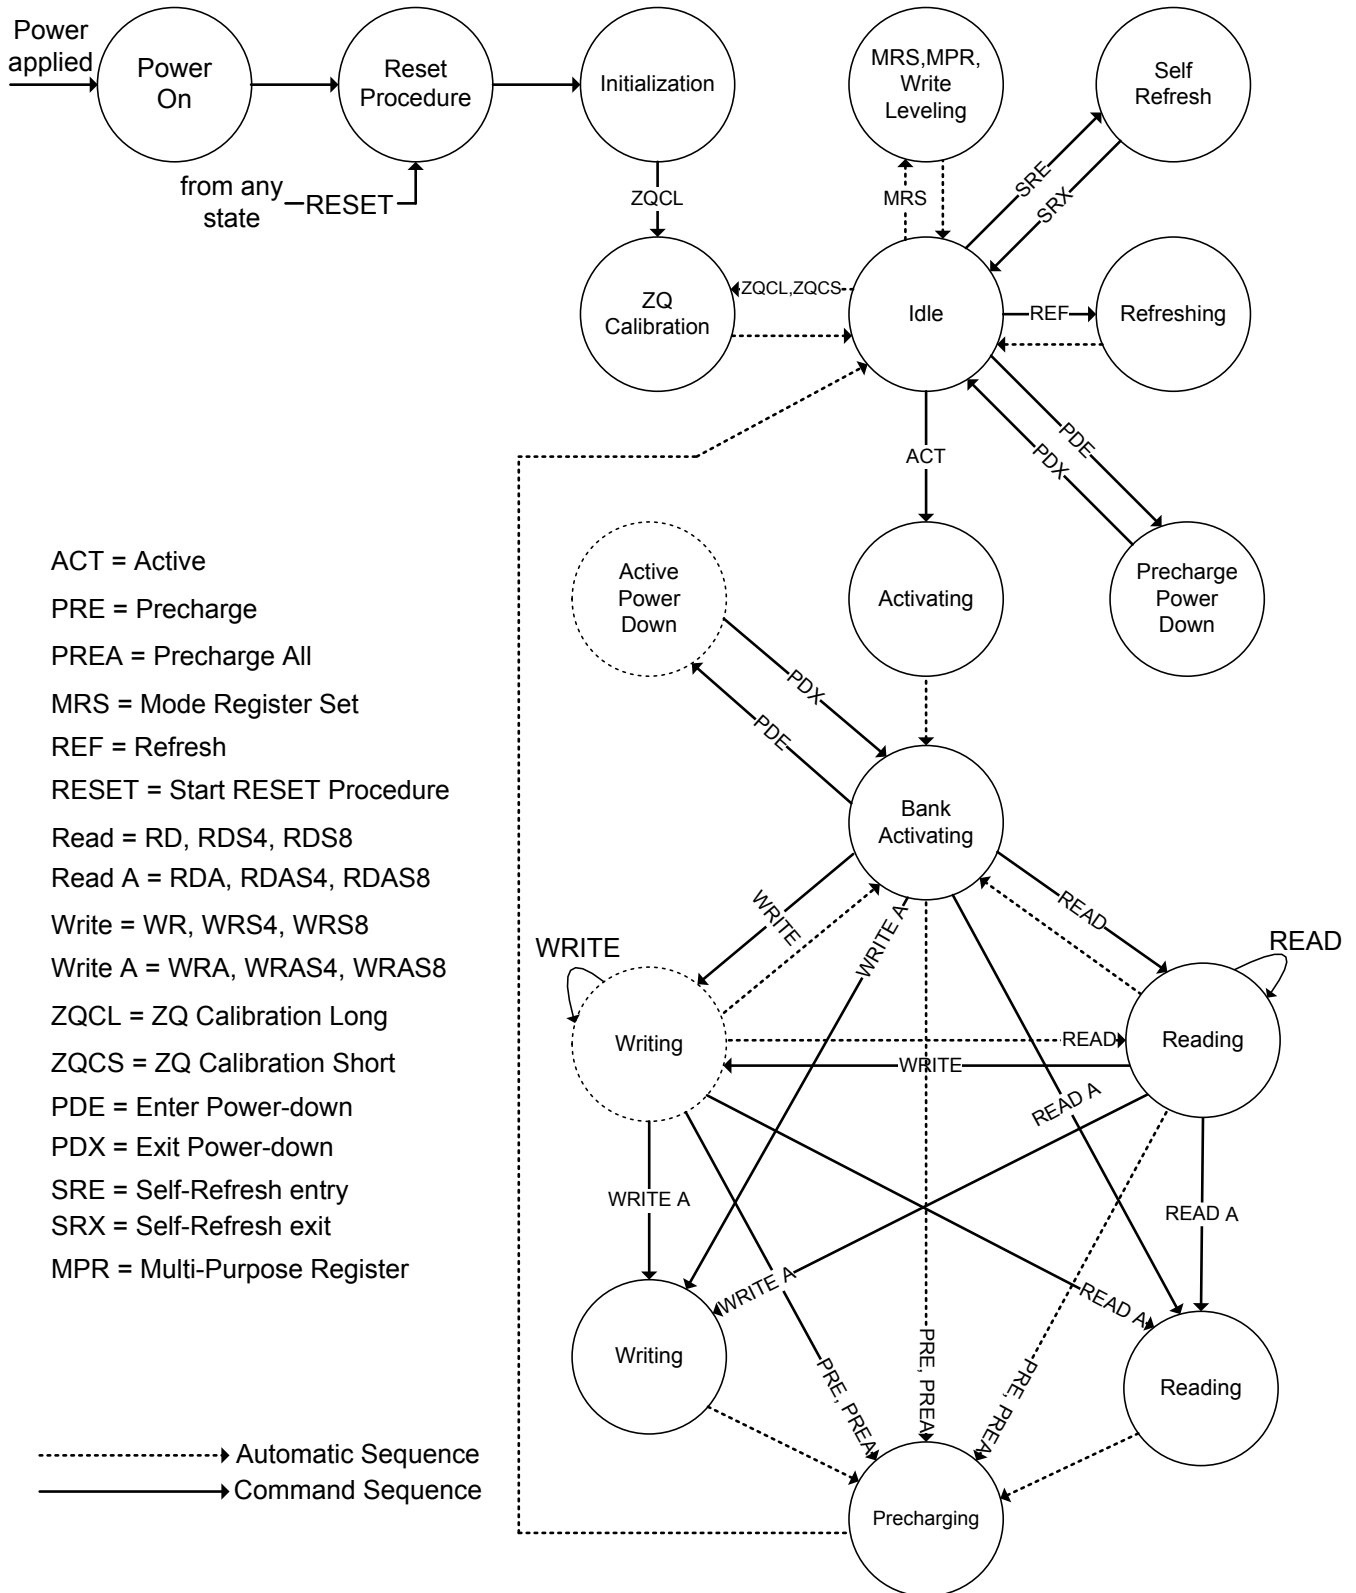 Power
applied
Power
On
Reset
Procedure
Initialization
MRS,MPR,
Write
Leveling
Self
Refresh
from any
state
RESET
ZQCL
MRS
SRE
SRX
ZQ
Calibration
ZQCL,ZQCS
Idle
REF
Refreshing
ACT
PDE
PDX
Active
Power
Down
Activating
Precharge
Power
Down
PDX
PDE
Bank
Activating
ACT = Active
PRE = Precharge
PREA = Precharge All
MRS = Mode Register Set
REF = Refresh
RESET = Start RESET Procedure
Read = RD, RDS4, RDS8
Read A = RDA, RDAS4, RDAS8
Write = WR, WRS4, WRS8
Write A = WRA, WRAS4, WRAS8
ZQCL = ZQ Calibration Long
ZQCS = ZQ Calibration Short
PDE = Enter Power-down
PDX = Exit Power-down
SRE = Self-Refresh entry
SRX = Self-Refresh exit
MPR = Multi-Purpose Register
WRITE
WRITE
WRITE A
READ
READ
Writing
READ
Reading
WRITE
READ A
WRITE A
READ A
WRITE A
READ A
Writing
PRE, PREA
PRE, PREA
PRE, PREA
Reading
Precharging
Automatic Sequence
Command Sequence